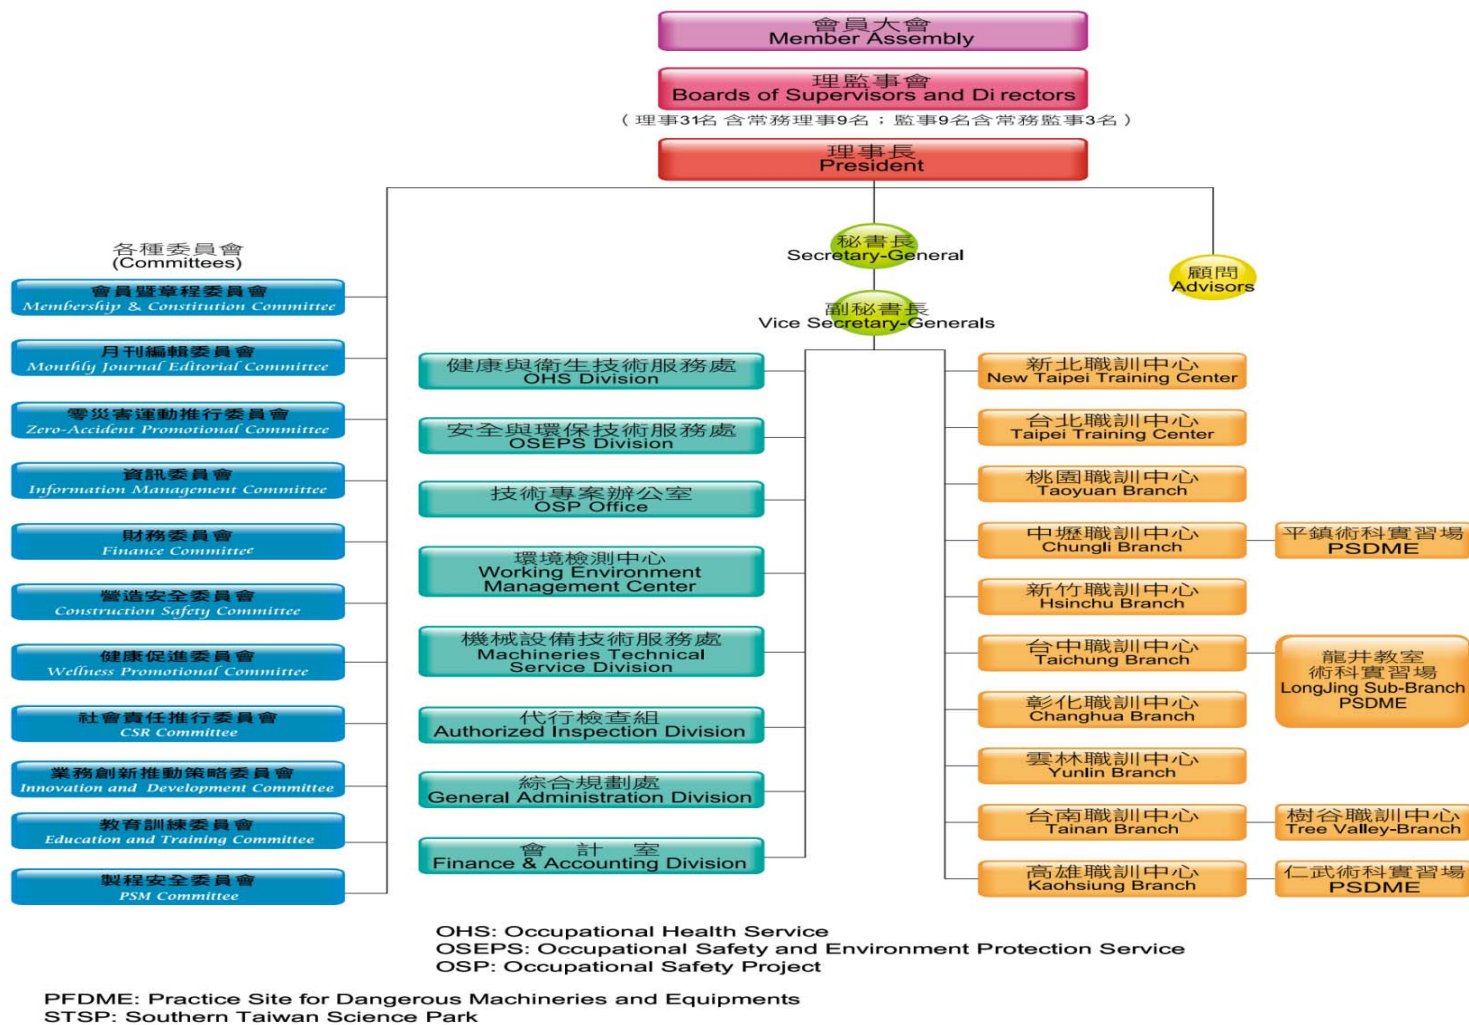 會員大會
Member Assembly
理監事會
Boards of Supervisors and Di rectors
（理事31名 含常務理事9名；監事9名含常務監事3名）
理事長
President
秘書長
Secretary-General
副秘書長
Vice Secretary-Generals
顧問
Advisors
各種委員會
(Committees)
會員暨章程委員會
Membership & Constitution Committee
月刊編輯委員會
Monthly Journal Editorial Committee
零災害運動推行委員會
Zero-Accident Promotional Committee
資訊委員會
Information Management Committee
財務委員會
Finance Committee
營造安全委員會
Construction Safety Committee
健康促進委員會
Wellness Promotional Committee
社會責任推行委員會
CSR Committee
業務創新推動策略委員會
Innovation and Development Committee
教育訓練委員會
Education and Training Committee
製程安全委員會
PSM Committee
健康與衛生技術服務處
OHS Division
安全與環保技術服務處
OSEPS Division
技術專案辦公室
OSP Office
環境檢測中心
Working Environment
Management Center
機械設備技術服務處
Machineries Technical
Service Division
代行檢查組
Authorized Inspection Division
綜合規劃處
General Administration Division
會 計 室
Finance & Accounting Division
新北職訓中心
New Taipei Training Center
台北職訓中心
Taipei Training Center
桃園職訓中心
Taoyuan Branch
中壢職訓中心
Chungli Branch
平鎮術科實習場
PSDME
新竹職訓中心
Hsinchu Branch
台中職訓中心
Taichung Branch
龍井教室
術科實習場
LongJing Sub-Branch
PSDME
彰化職訓中心
Changhua Branch
雲林職訓中心
Yunlin Branch
台南職訓中心
Tainan Branch
樹谷職訓中心
Tree Valley-Branch
高雄職訓中心
Kaohsiung Branch
仁武術科實習場
PSDME
OHS: Occupational Health Service
OSEPS: Occupational Safety and Environment Protection Service
OSP: Occupational Safety Project
PFDME: Practice Site for Dangerous Machineries and Equipments
STSP: Southern Taiwan Science Park